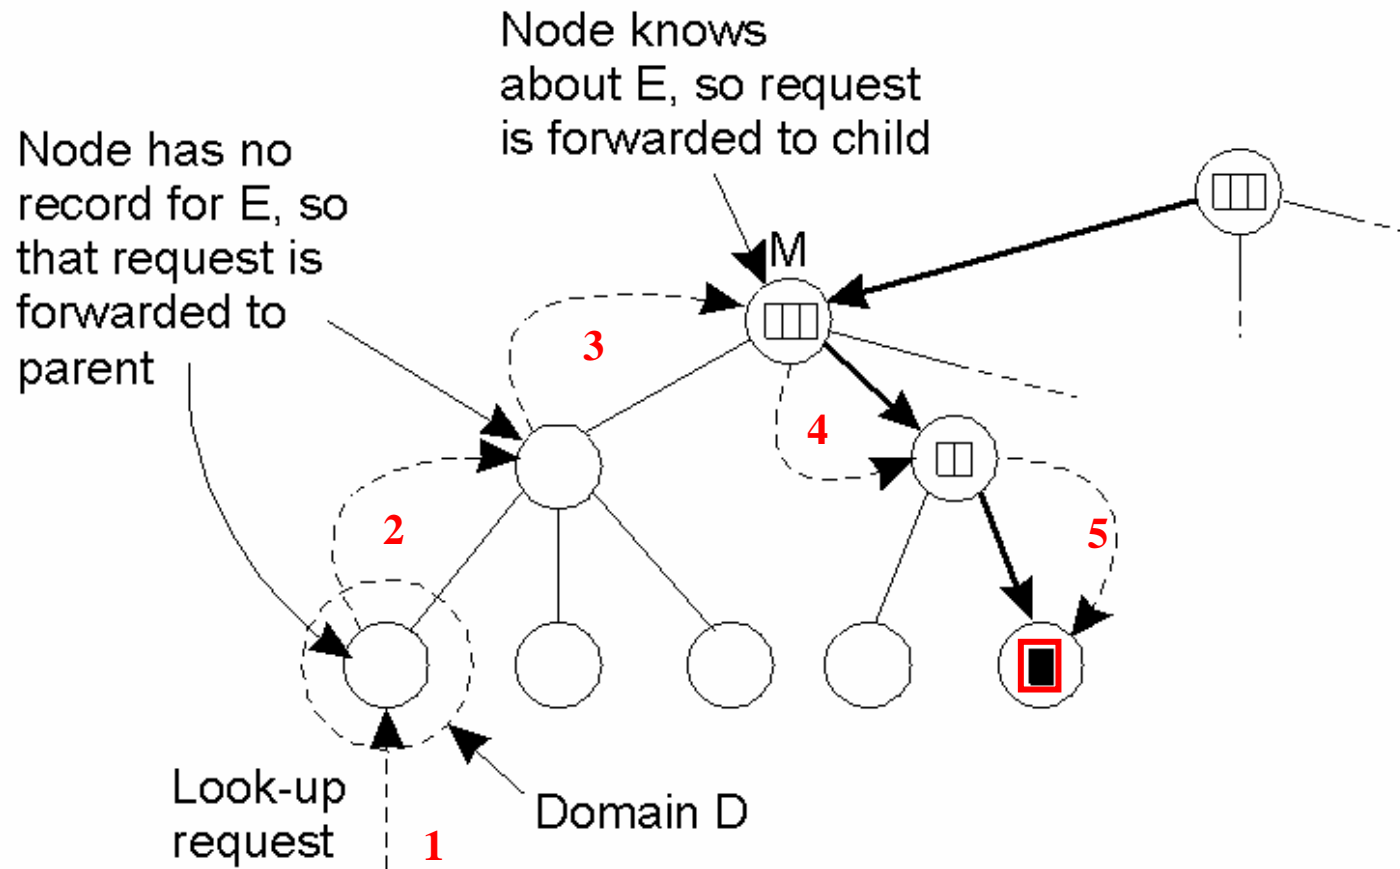 Node knows
about E, so request
is forwarded to child
Node has no
record for E, so
that request is
forwarded to
parent
M
3
4
2
5
Look-up
request
Domain D
1